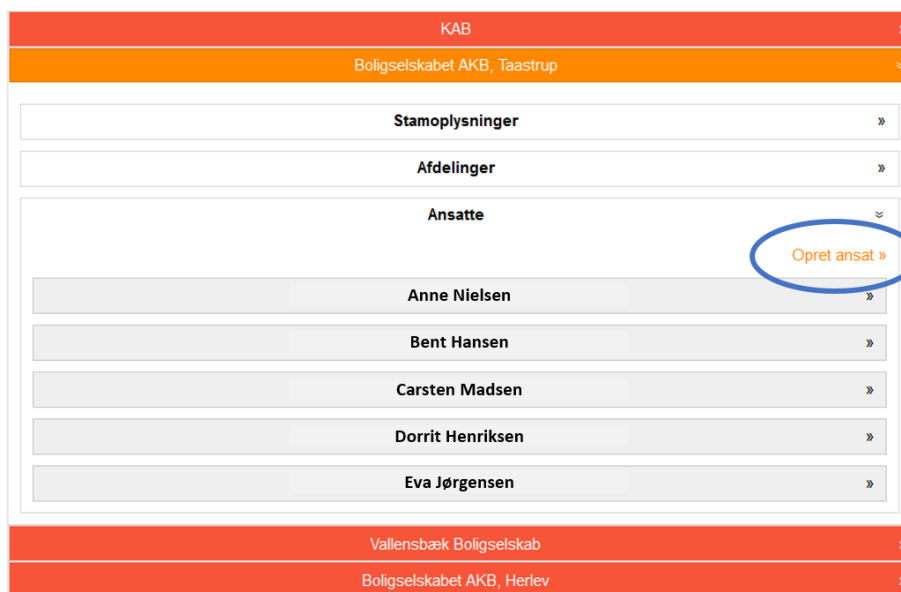 KAB
Boligselskabet AKB, Taastrup
Stamoplysninger »
Afdelinger »
Ansatte
Opret ansat »
Anne Nielsen »
Bent Hansen »
Carsten Madsen »
Dorrit Henriksen »
Eva Jørgensen »
Vallensbæk Boligselskab
Boligselskabet AKB, Herlev